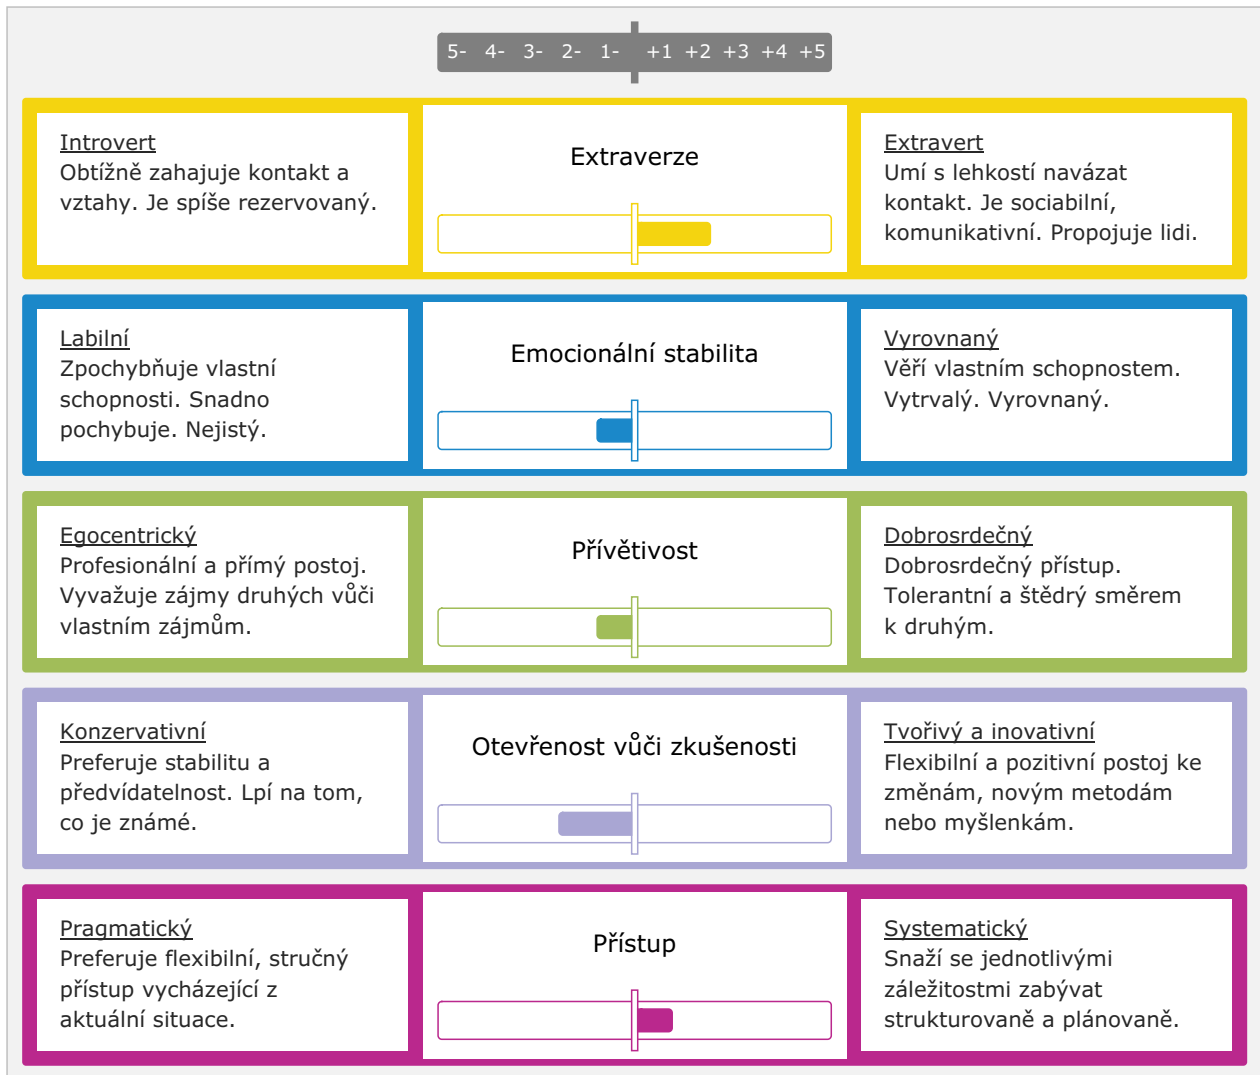 5- 4- 3- 2- 1- +1 +2 +3 +4 +5
Introvert
Obtížně zahajuje kontakt a
vztahy. Je spíše rezervovaný.
Extraverze
Extravert
Umí s lehkostí navázat
kontakt. Je sociabilní,
komunikativní. Propojuje lidi.
Labilní
Zpochybňuje vlastní
schopnosti. Snadno
pochybuje. Nejistý.
Emocionální stabilita
Vyrovnaný
Věří vlastním schopnostem.
Vytrvalý. Vyrovnaný.
Egocentrický
Profesionální a přímý postoj.
Vyvažuje zájmy druhých vůči
vlastním zájmům.
Přívětivost
Dobrosrdečný
Dobrosrdečný přístup.
Tolerantní a štědrý směrem
k druhým.
Konzervativní
Preferuje stabilitu a
předvídatelnost. Lpí na tom,
co je známé.
Otevřenost vůči zkušenosti
Tvořivý a inovativní
Flexibilní a pozitivní postoj ke
změnám, novým metodám
nebo myšlenkám.
Pragmatický
Preferuje flexibilní, stručný
přístup vycházející z
aktuální situace.
Přístup
Systematický
Snaží se jednotlivými
záležitostmi zabývat
strukturovaně a plánovaně.